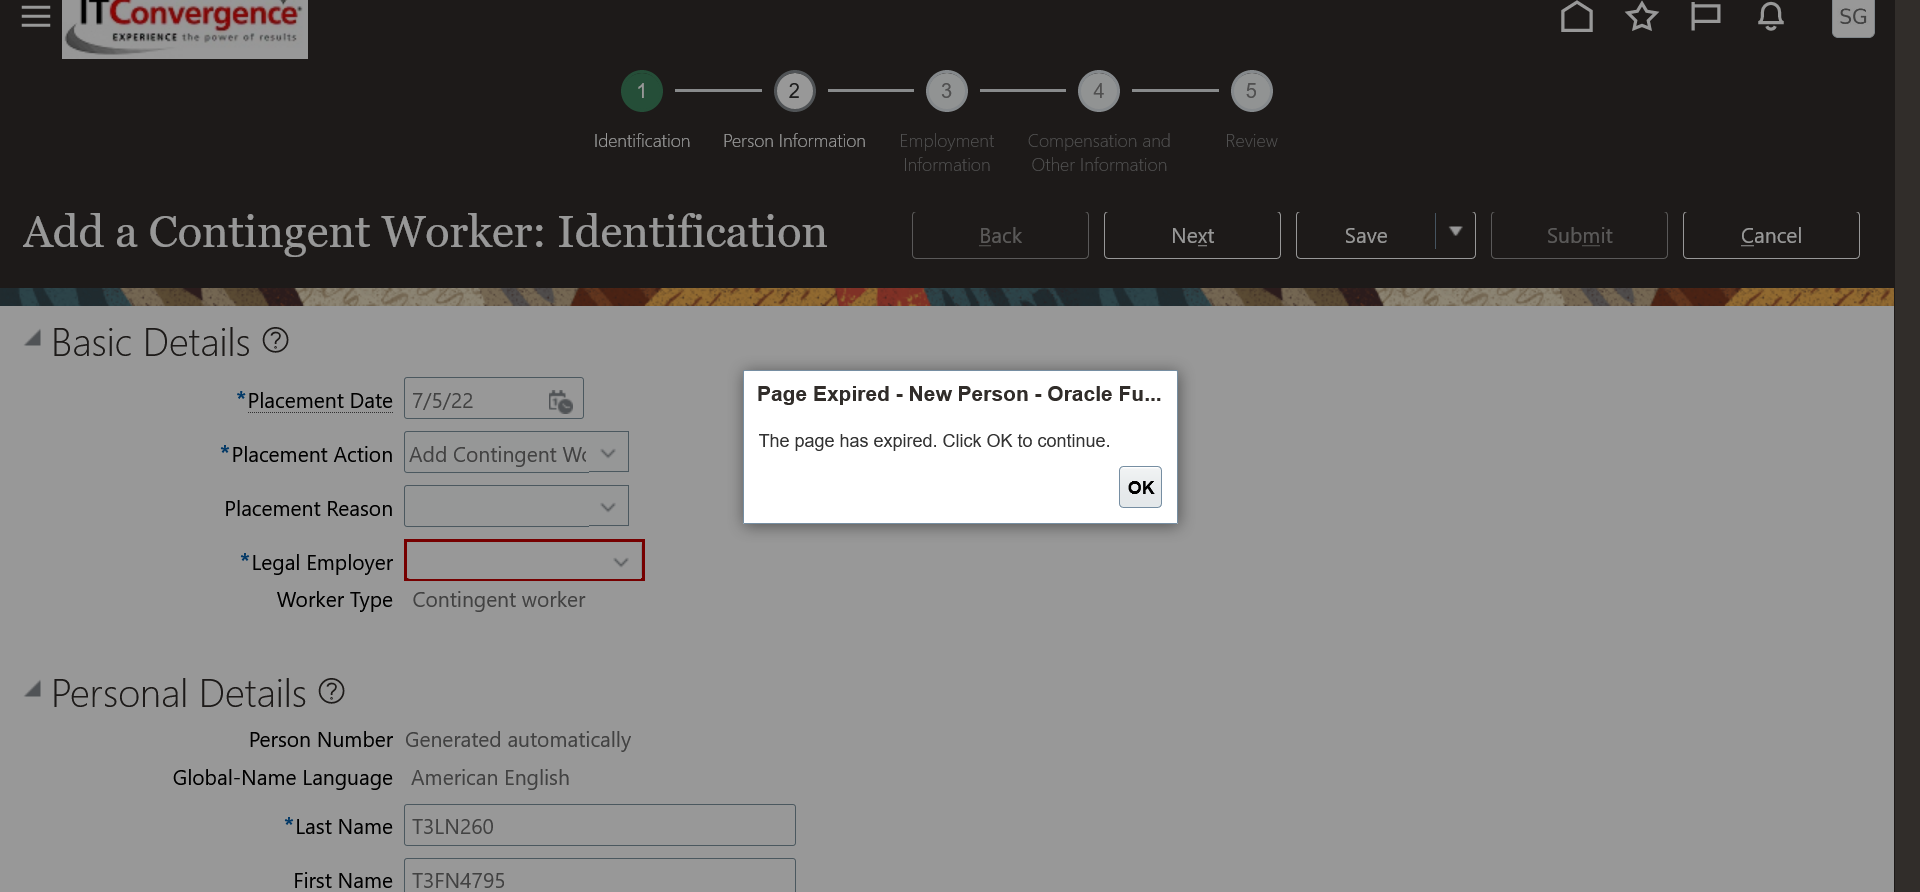 ITConvergence
EXPERIENCE the power of results
SG
1 2 3 4 5
Identification Person Information Employment Information Compensation and Other Information Review
Add a Contingent Worker: Identification
Back Next Save Submit Cancel
Basic Details ?
*Placement Date 7/5/22
*Placement Action Add Contingent Wo
Placement Reason
*Legal Employer
Worker Type Contingent worker
Page Expired - New Person - Oracle Fu...
The page has expired. Click OK to continue.
OK
Personal Details ?
Person Number Generated automatically
Global-Name Language American English
*Last Name T3LN260
First Name T3FN4795